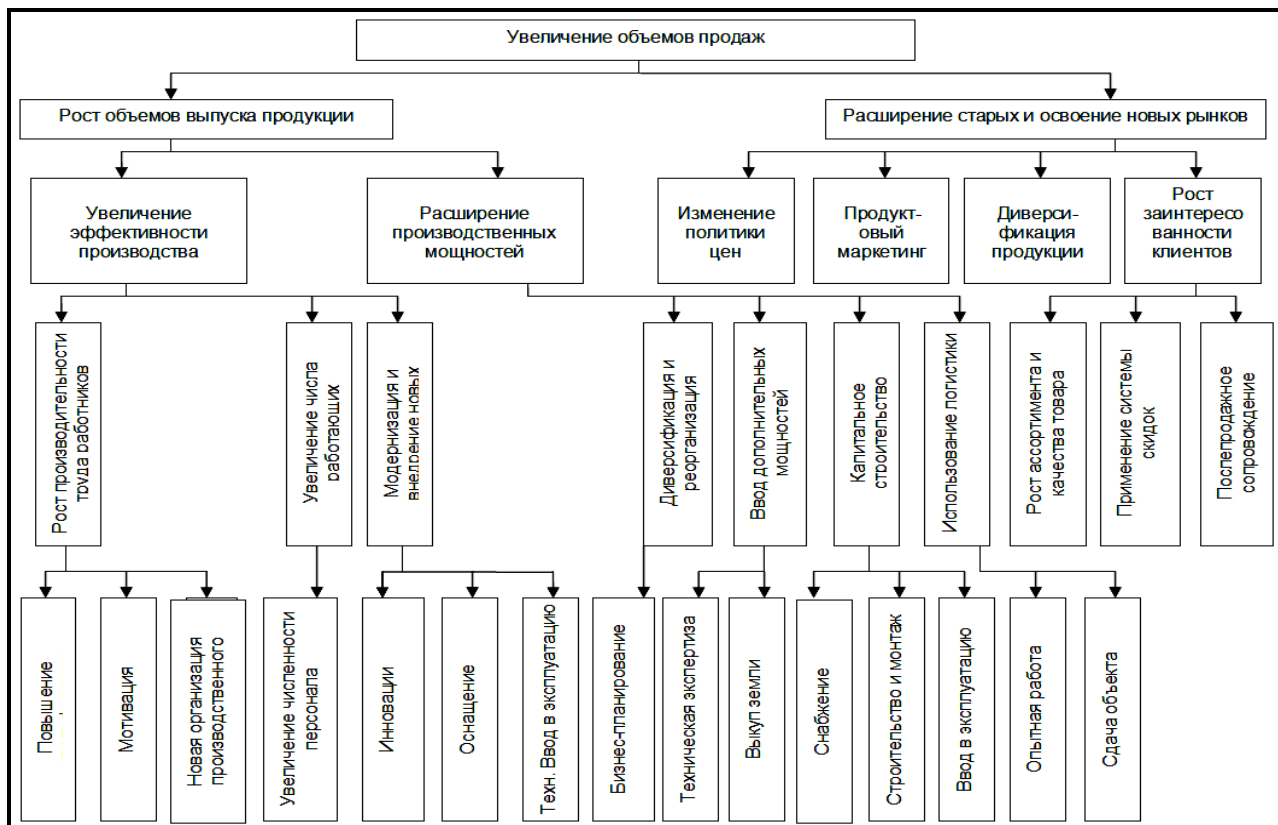 Увеличение объемов продаж
Рост объемов выпуска продукции
Расширение старых и освоение новых рынков
Увеличение
эффективности
производства
Расширение
производственных
мощностей
Изменение
политики
цен
Продукт-
овый
маркетинг
Диверси-
фикация
продукции
Рост
заинтересо
ванности
клиентов
Рост производительности
труда работников
Увеличение числа
работающих
Модернизация и
внедрение новых
Диверсификация и
реорганизация
Ввод дополнительных
мощностей
Капитальное
строительство
Использование логистики
Рост ассортимента и
качества товара
Применение системы
скидок
Послепродажное
сопровождение
Повышение
Мотивация
Новая организация
производственного
Увеличение численности
персонала
Инновации
Оснащение
Техн. Ввод в эксплуатацию
Бизнес-планирование
Техническая экспертиза
Выкуп земли
Снабжение
Строительство и монтаж
Ввод в эксплуатацию
Опытная работа
Сдача объекта